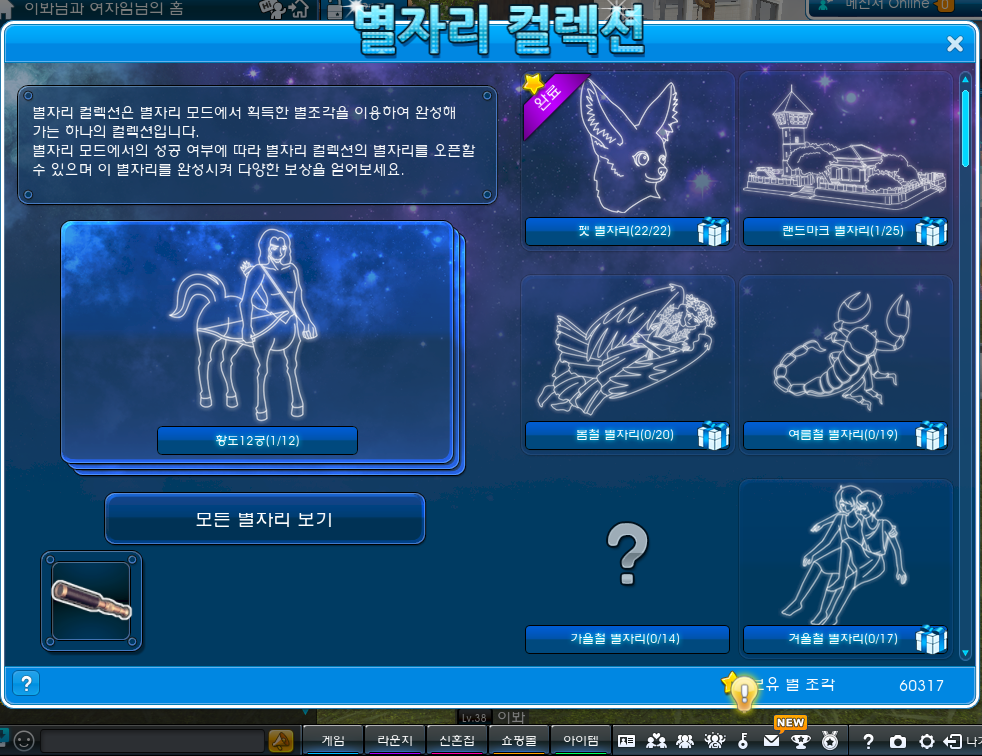 이봐님과 여자임님의 홈
메신저 Online 0
별자리 컬렉션
별자리 컬렉션은 별자리 모드에서 획득한 별조각을 이용하여 완성해
가는 하나의 컬렉션입니다.
별자리 모드에서의 성공 여부에 따라 별자리 컬렉션의 별자리를 오픈할
수 있으며 이 별자리를 완성시켜 다양한 보상을 얻어보세요.
황도12궁(1/12)
모든 별자리 보기
완료
펫 별자리(22/22)
랜드마크 별자리(1/25)
봄철 별자리(0/20)
여름철 별자리(0/19)
?
가을철 별자리(0/14)
겨울철 별자리(0/17)
?
보유 별 조각
60317
Lv.38 이봐
NEW
게임
라운지
신혼집
쇼핑몰
아이템
?